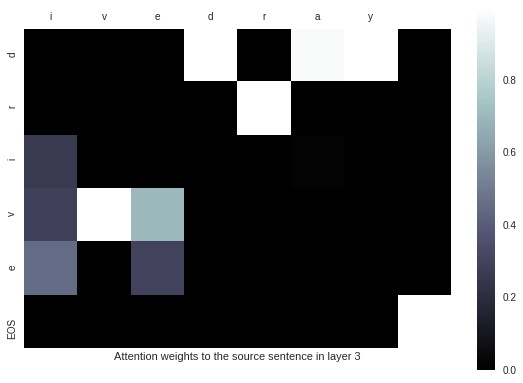 i v e d r a y
d
r
i
v
e
EOS
0.8
0.6
0.4
0.2
0.0
Attention weights to the source sentence in layer 3